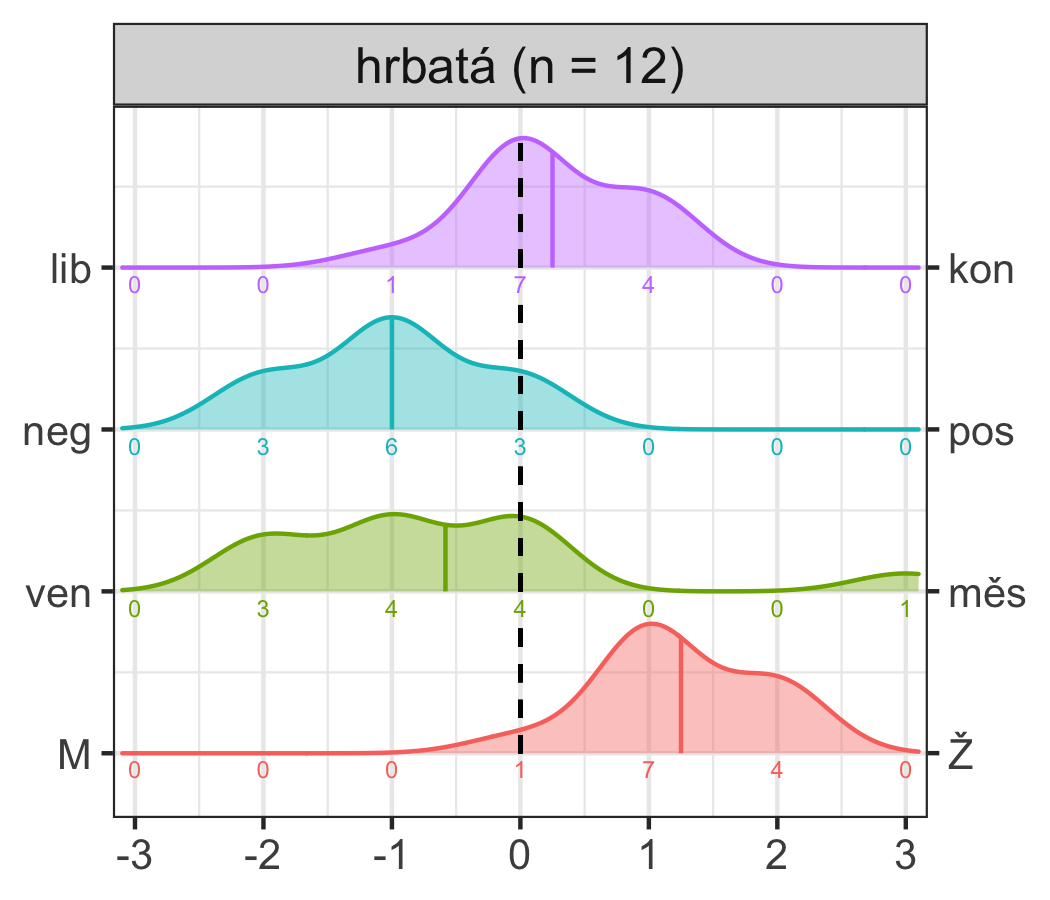 hrbatá (n = 12)
lib kon
0 0 1 7 4 0 0
neg pos
0 3 6 3 0 0 0
ven měs
0 3 4 4 0 0 1
M Ž
0 0 0 1 7 4 0
-3 -2 -1 0 1 2 3